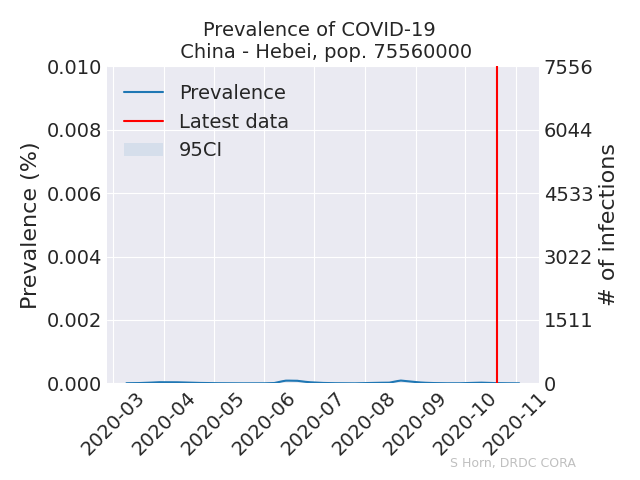 Prevalence of COVID-19
China - Hebei, pop. 75560000
Prevalence
Latest data
95CI
Prevalence (%)
0.010
0.008
0.006
0.004
0.002
0.000
7556
6044
4533
3022
1511
0
# of infections
2020-03
2020-04
2020-05
2020-06
2020-07
2020-08
2020-09
2020-10
2020-11
S Horn, DRDC CORA